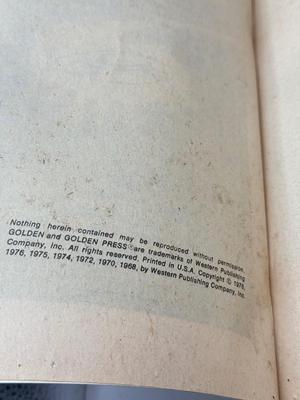 Nothing herein contained may be reproduced without permission.
GOLDEN and GOLDEN PRESS® are trademarks of Western Publishing
Company, Inc. All rights reserved. Printed in U.S.A. Copyright © 1978,
1976, 1975, 1974, 1972, 1970, 1968, by Western Publishing Company, Inc.